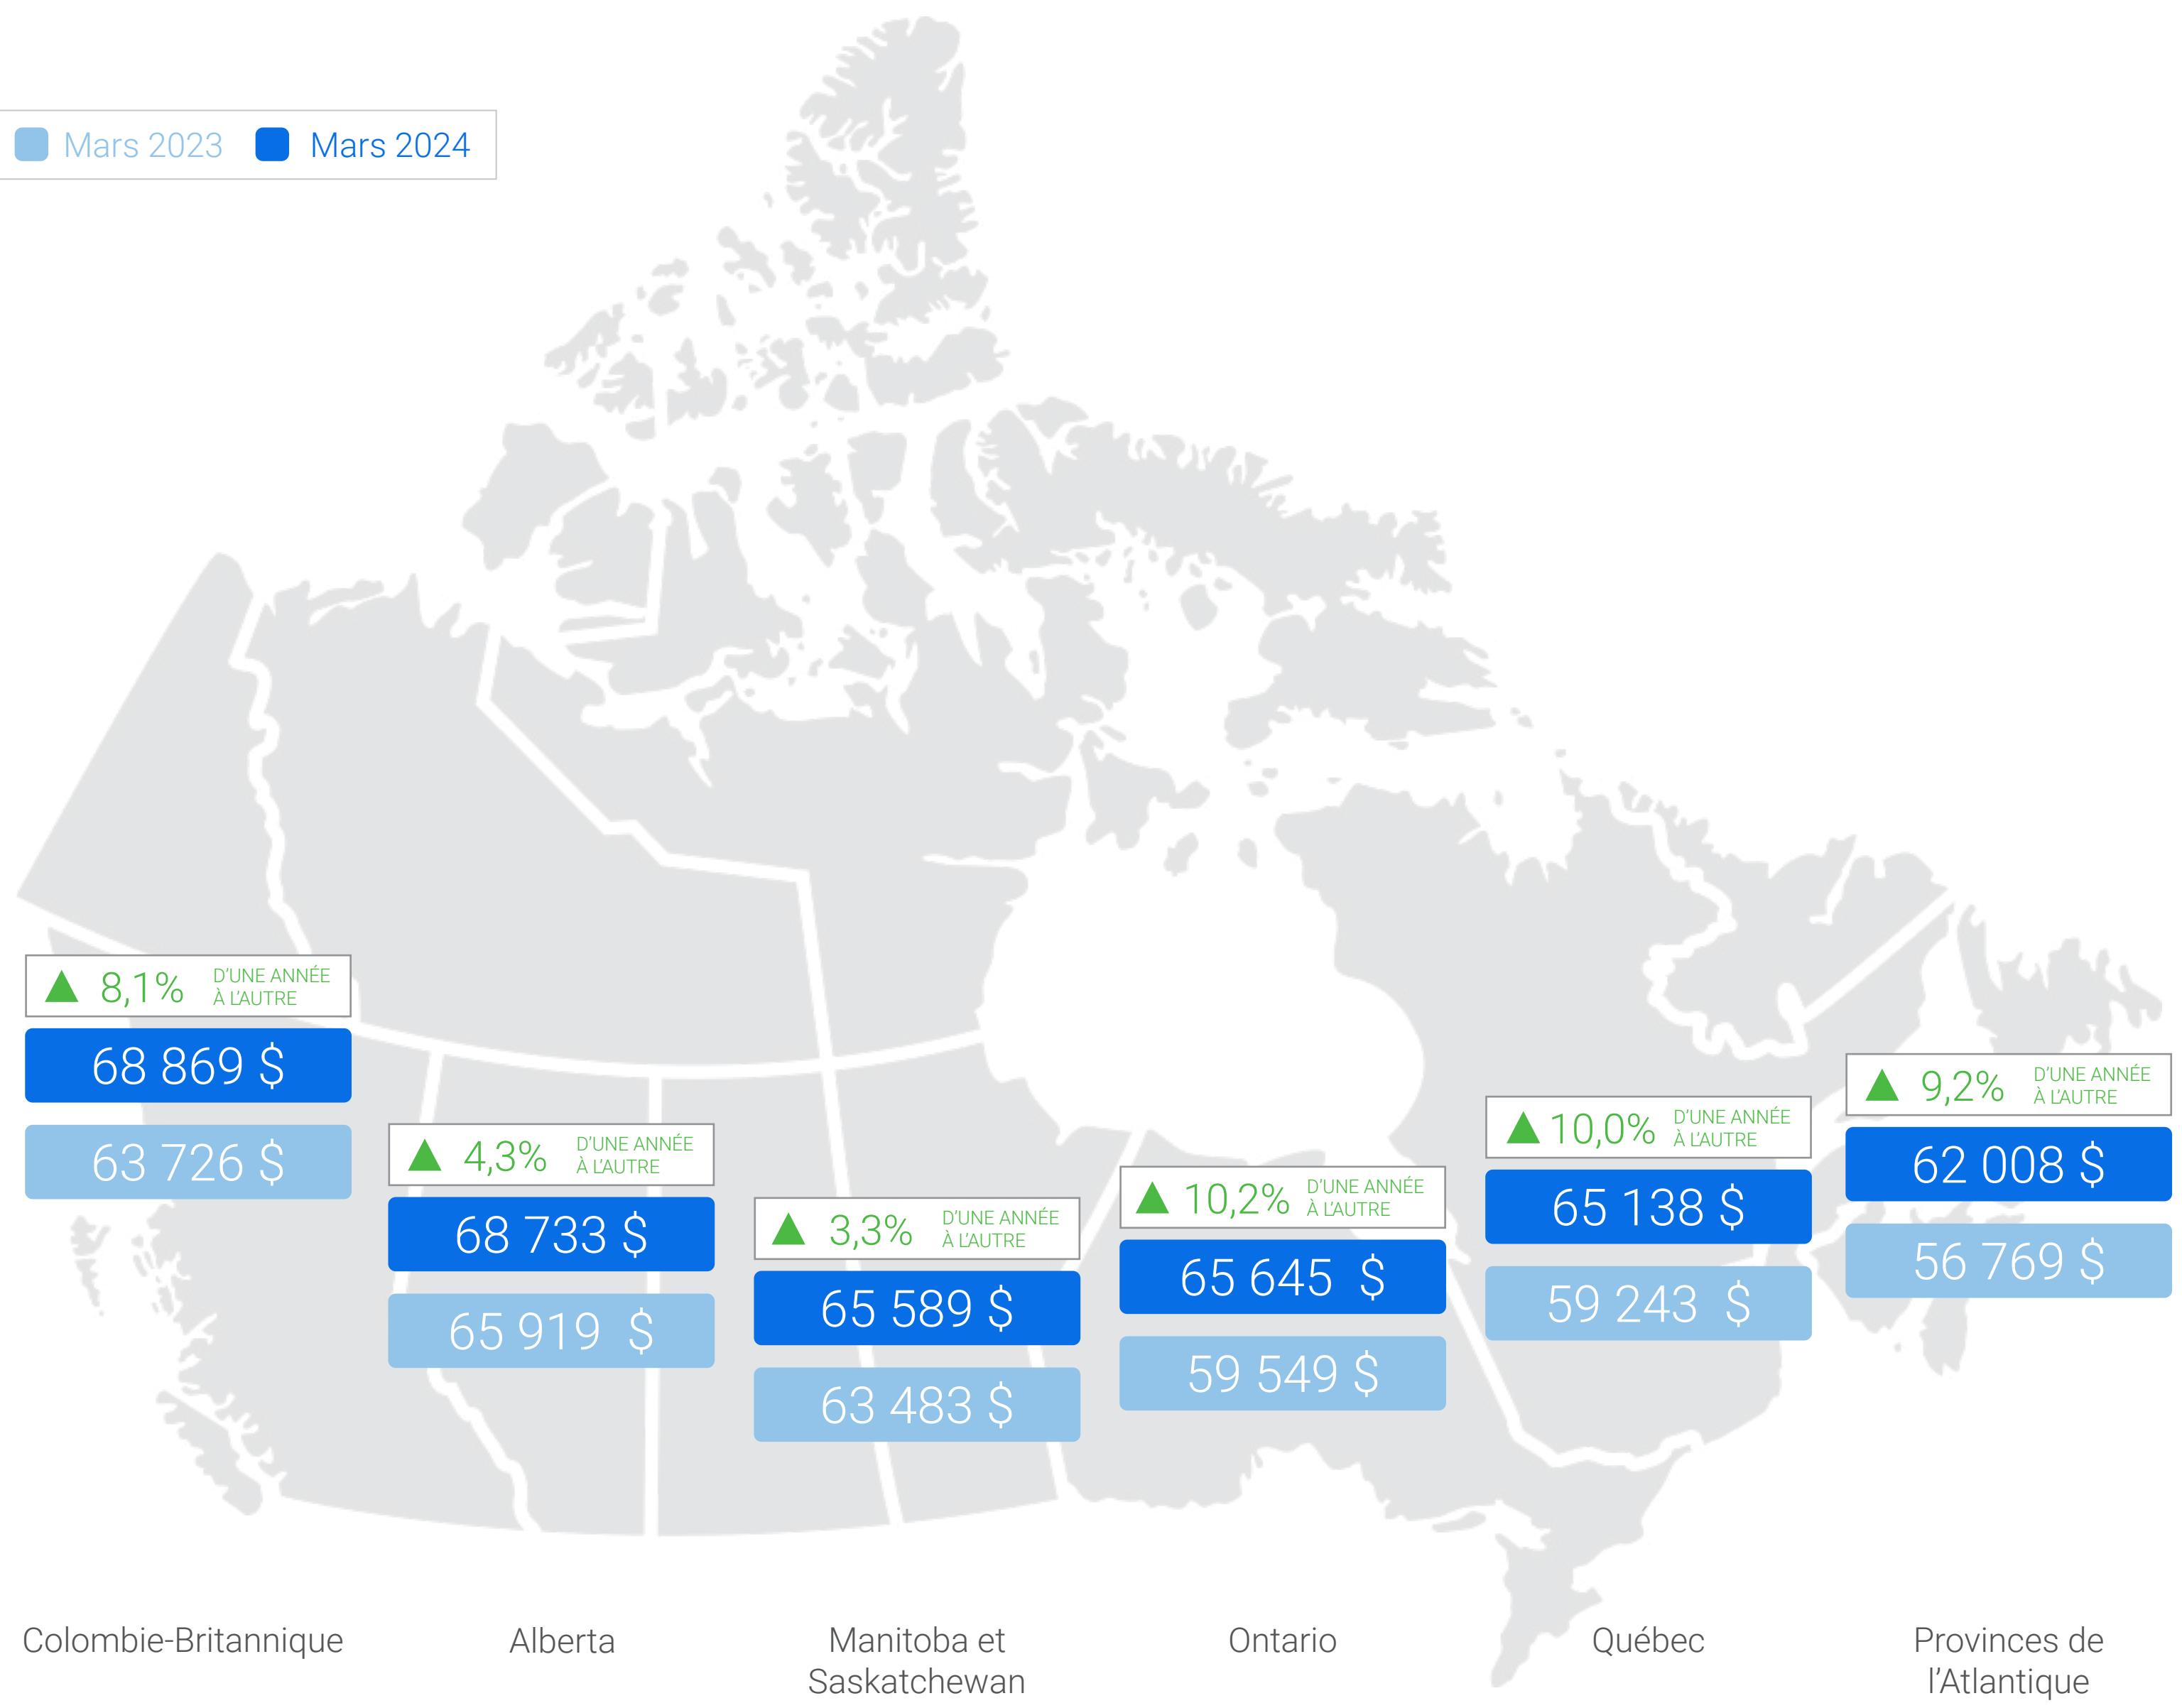 Mars 2023
Mars 2024
8,1%
D'UNE ANNÉE
À L'AUTRE
68 869 $
63 726 $
4,3%
D'UNE ANNÉE
À L'AUTRE
68 733 $
65 919 $
3,3%
D'UNE ANNÉE
À L'AUTRE
65 589 $
63 483 $
10,2%
D'UNE ANNÉE
À L'AUTRE
65 645 $
59 549 $
10,0%
D'UNE ANNÉE
À L'AUTRE
65 138 $
59 243 $
9,2%
D'UNE ANNÉE
À L'AUTRE
62 008 $
56 769 $
Colombie-Britannique
Alberta
Manitoba et
Saskatchewan
Ontario
Québec
Provinces de
l'Atlantique